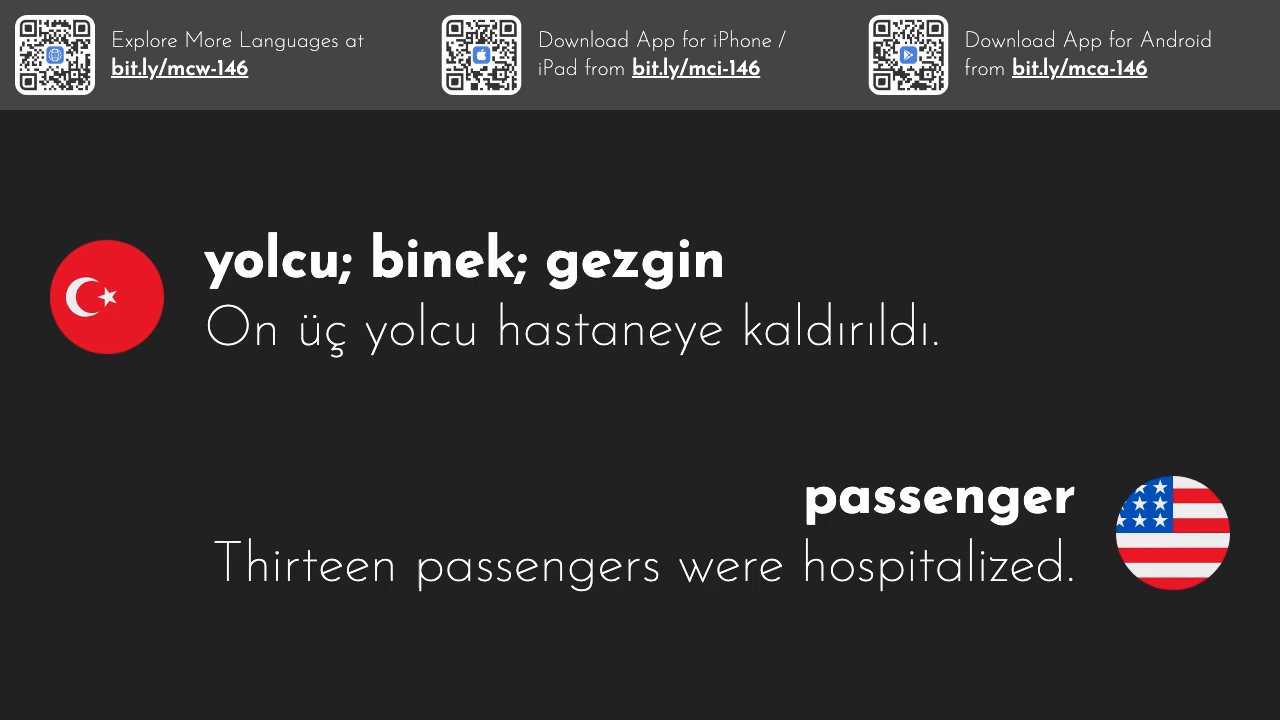 Explore More Languages at
bit.ly/mcw-146
Download App for iPhone /
iPad from bit.ly/mci-146
Download App for Android
from bit.ly/mca-146
yolcu; binek; gezgin
On üç yolcu hastaneye kaldırıldı.
passenger
Thirteen passengers were hospitalized.